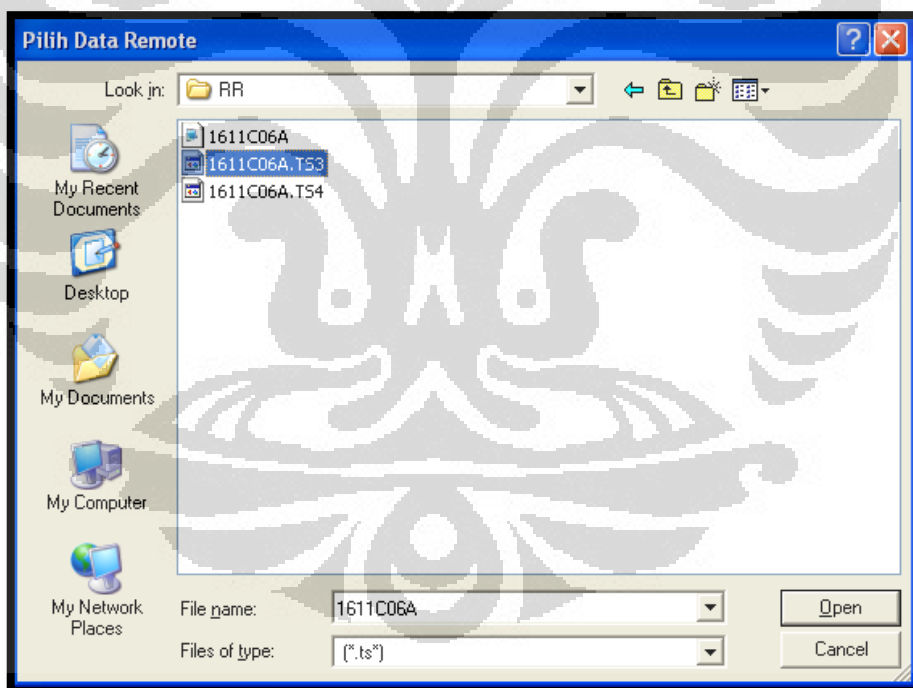 Pilih Data Remote
Look in: RR
1611C06A
1611C06A.TS3
1611C06A.TS4
My Recent
Documents
Desktop
My Documents
My Computer
My Network
Places
File name: 1611C06A Open
Files of type: (*.ts*) Cancel